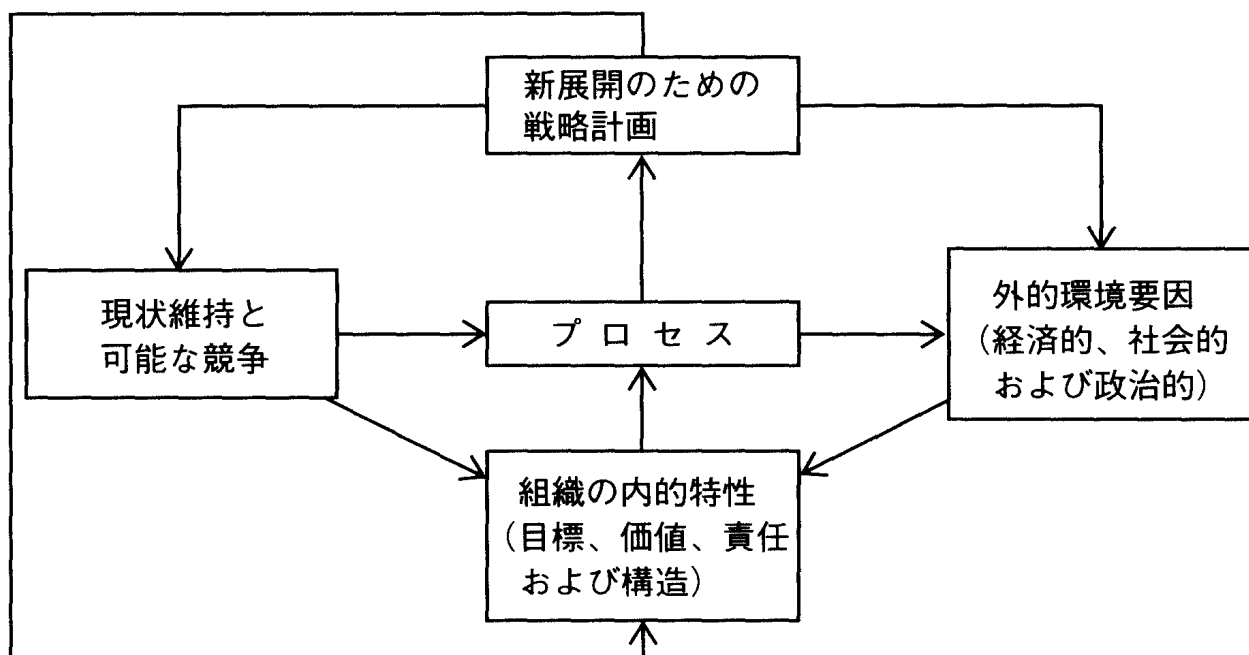 新展開のための
戦略計画
現状維持と
可能な競争
プロセス
外的環境要因
（経済的、社会的
および政治的）
組織の内的特性
（目標、価値、責任
および構造）